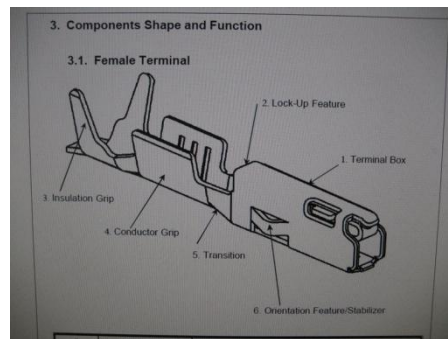 3. Components Shape and Function
3.1. Female Terminal
2. Lock-Up Feature
1. Terminal Box
3. Insulation Grip
4. Conductor Grip
5. Transition
6. Orientation Feature/Stabilizer